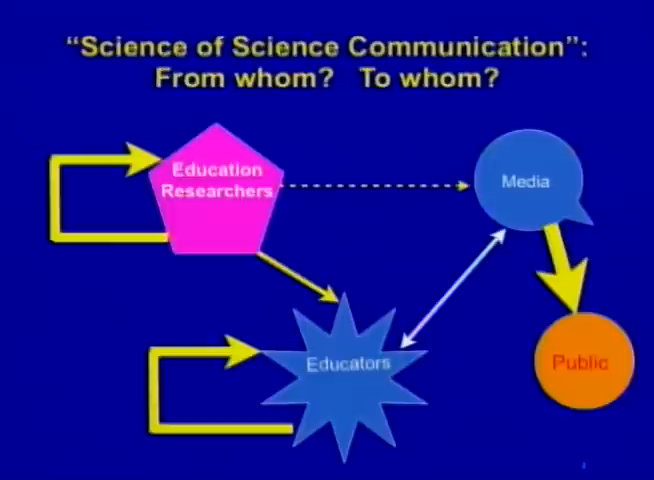 “Science of Science Communication”:
From whom? To whom?
Education
Researchers
Media
Educators
Public